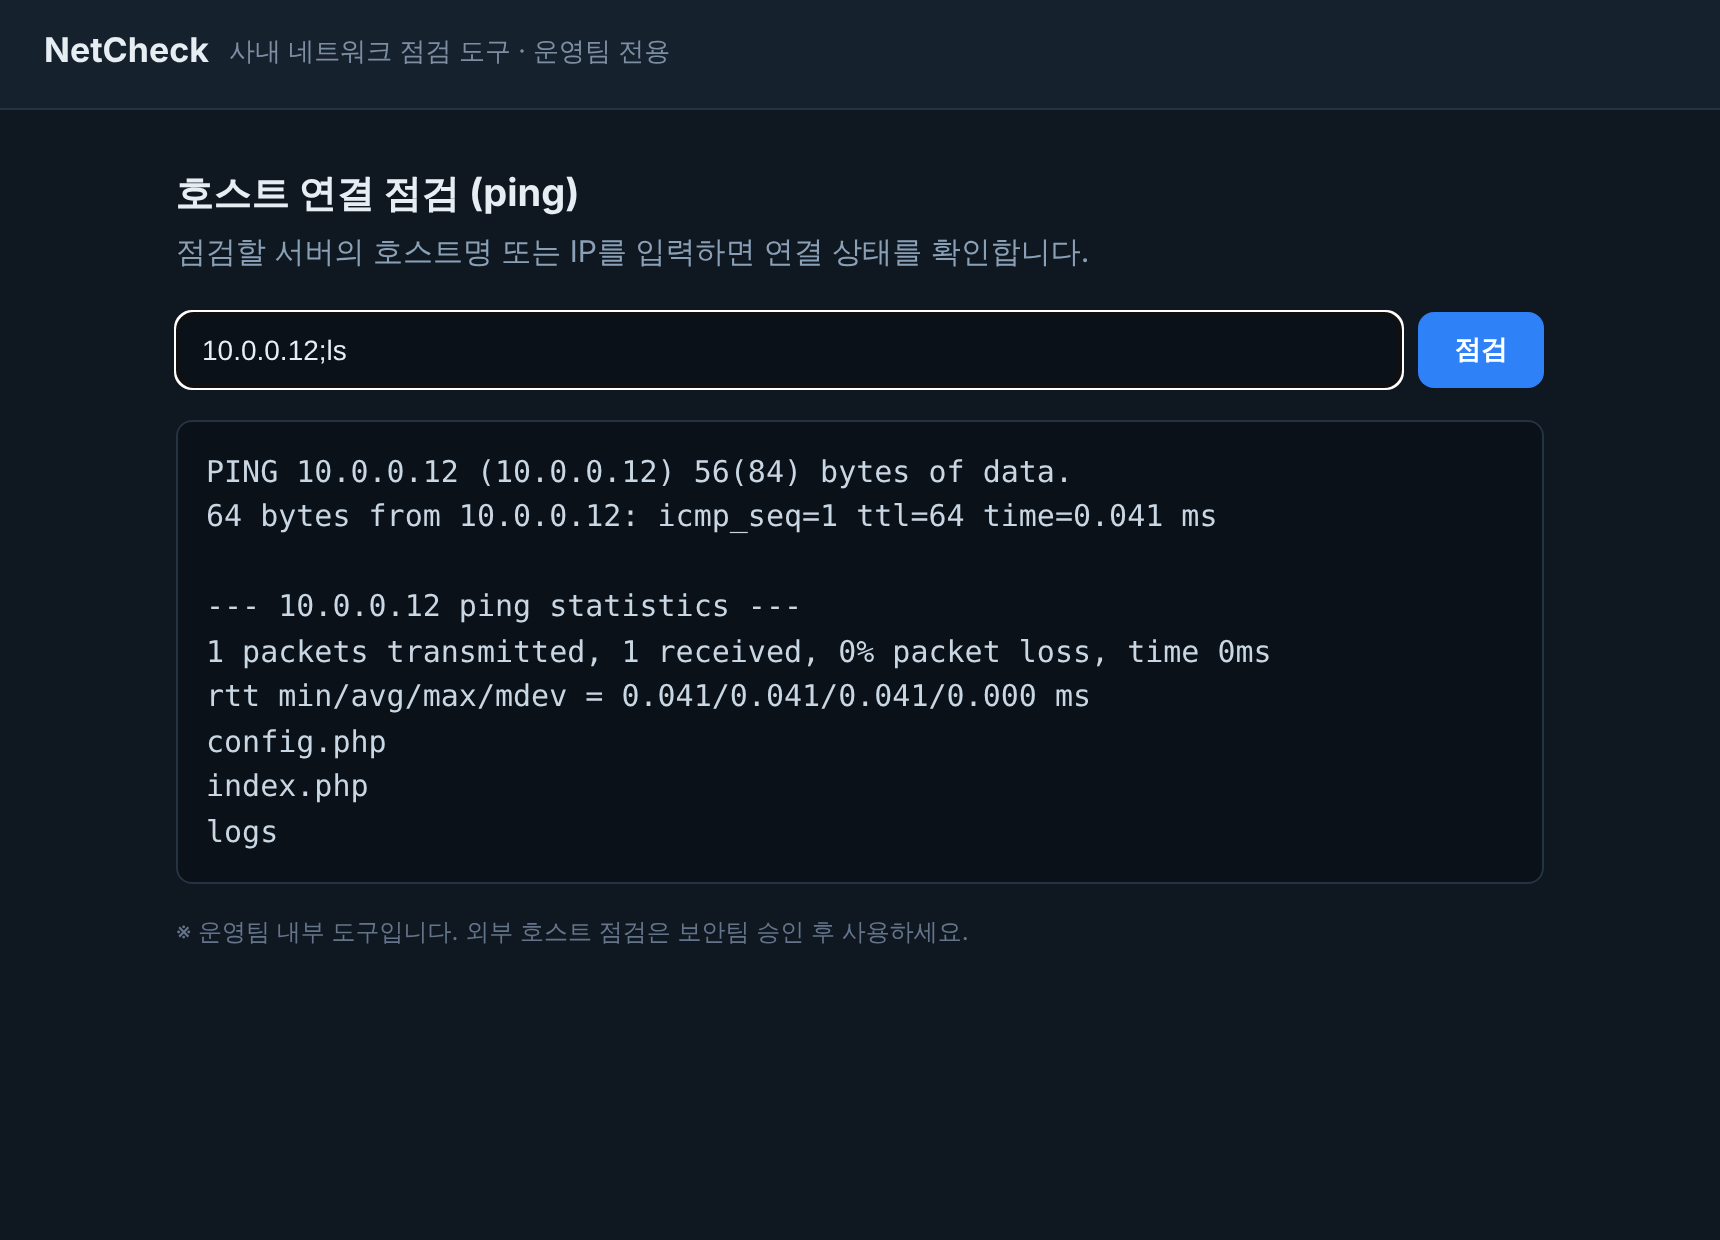 NetCheck 사내 네트워크 점검 도구 · 운영팀 전용
호스트 연결 점검 (ping)
점검할 서버의 호스트명 또는 IP를 입력하면 연결 상태를 확인합니다.
10.0.0.12;ls
점검
PING 10.0.0.12 (10.0.0.12) 56(84) bytes of data.
64 bytes from 10.0.0.12: icmp_seq=1 ttl=64 time=0.041 ms
--- 10.0.0.12 ping statistics ---
1 packets transmitted, 1 received, 0% packet loss, time 0ms
rtt min/avg/max/mdev = 0.041/0.041/0.041/0.000 ms
config.php
index.php
logs
※ 운영팀 내부 도구입니다. 외부 호스트 점검은 보안팀 승인 후 사용하세요.